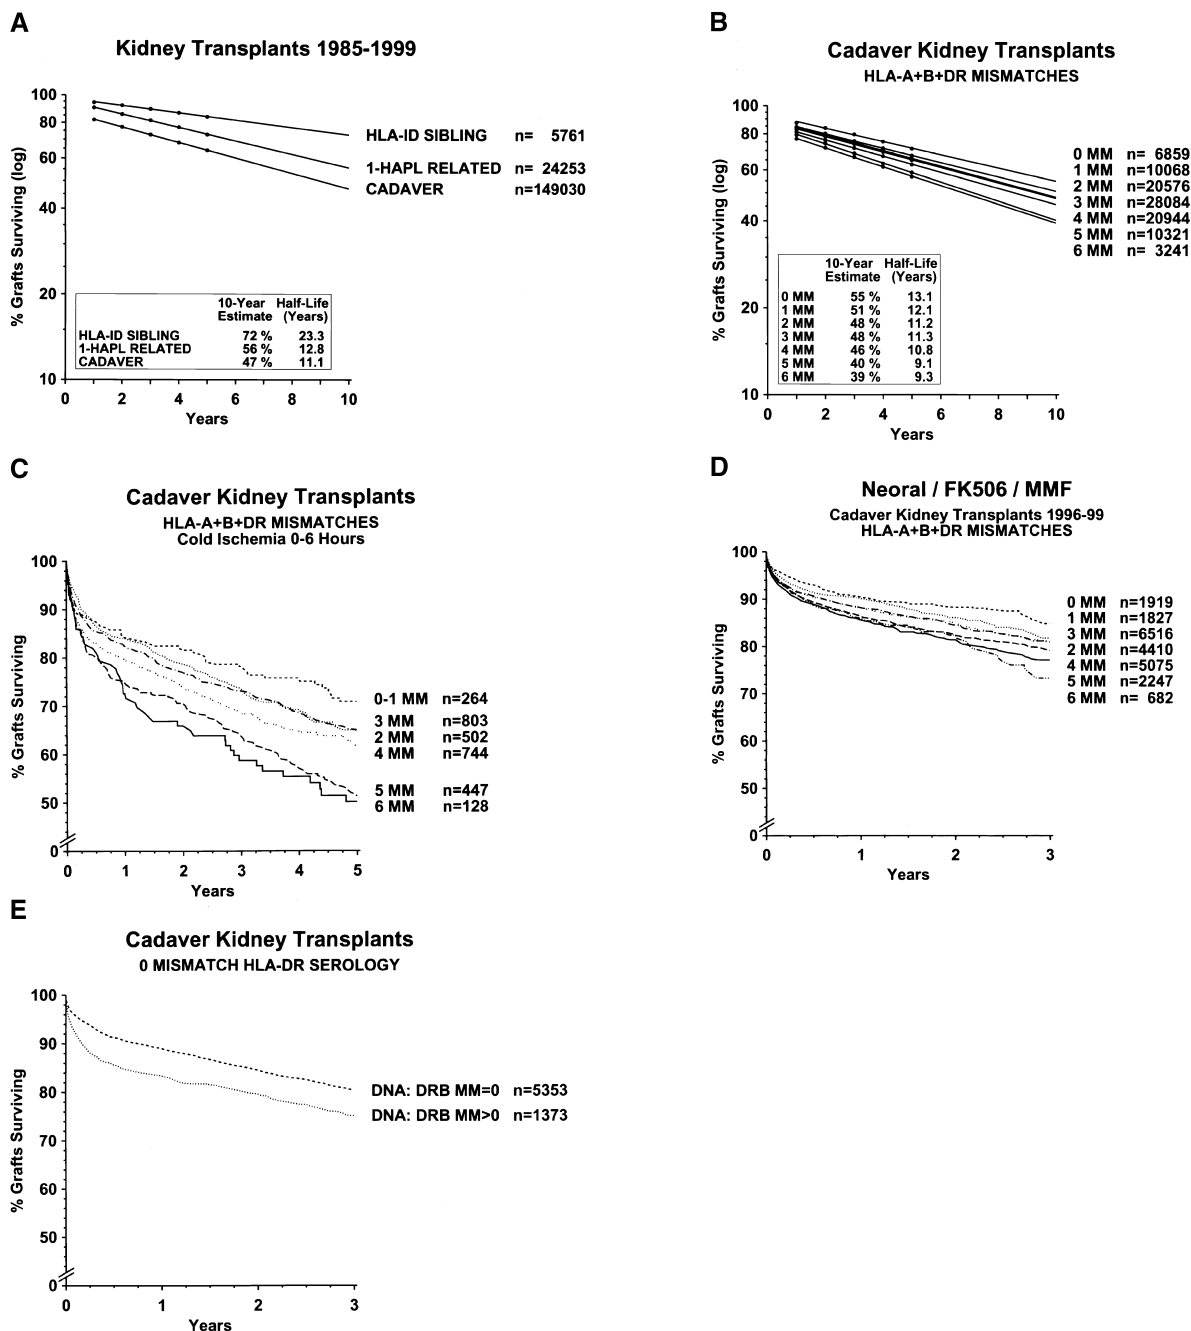 A
Kidney Transplants 1985-1999
% Grafts Surviving (log)
100
80
60
40
20
10
HLA-ID SIBLING n= 5761
1-HAPL RELATED n= 24253
CADAVER n=149030
10-Year Half-Life
Estimate (Years)
HLA-ID SIBLING 72 % 23.3
1-HAPL RELATED 56 % 12.8
CADAVER 47 % 11.1
0 2 4 6 8 10
Years
B
Cadaver Kidney Transplants
HLA-A+B+DR MISMATCHES
% Grafts Surviving (log)
100
80
60
40
20
10
0 MM n= 6859
1 MM n=10068
2 MM n=20576
3 MM n=28084
4 MM n=20944
5 MM n=10321
6 MM n= 3241
10-Year Half-Life
Estimate (Years)
0 MM 55 % 13.1
1 MM 51 % 12.1
2 MM 48 % 11.2
3 MM 48 % 11.3
4 MM 46 % 10.8
5 MM 40 % 9.1
6 MM 39 % 9.3
0 2 4 6 8 10
Years
C
Cadaver Kidney Transplants
HLA-A+B+DR MISMATCHES
Cold Ischemia 0-6 Hours
% Grafts Surviving
100
90
80
70
60
50
0
0-1 MM n=264
3 MM n=803
2 MM n=502
4 MM n=744
5 MM n=447
6 MM n=128
0 1 2 3 4 5
Years
D
Neoral / FK506 / MMF
Cadaver Kidney Transplants 1996-99
HLA-A+B+DR MISMATCHES
% Grafts Surviving
100
90
80
70
60
50
0
0 MM n=1919
1 MM n=1827
3 MM n=6516
2 MM n=4410
4 MM n=5075
5 MM n=2247
6 MM n= 682
0 1 2 3
Years
E
Cadaver Kidney Transplants
0 MISMATCH HLA-DR SEROLOGY
% Grafts Surviving
100
90
80
70
60
50
0
DNA: DRB MM=0 n=5353
DNA: DRB MM>0 n=1373
0 1 2 3
Years